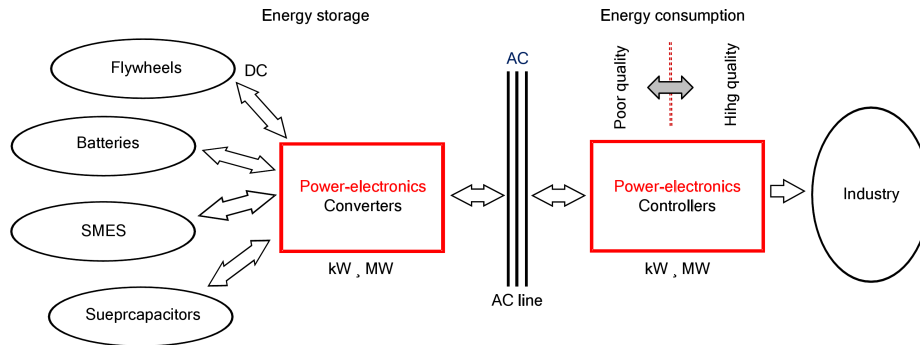 Energy storage
Energy consumption
Flywheels
DC
AC
Poor quality
Hihg quality
Batteries
Power-electronics
Converters
Power-electronics
Controllers
Industry
SMES
kW ¸ MW
kW ¸ MW
AC line
Sueprcapacitors